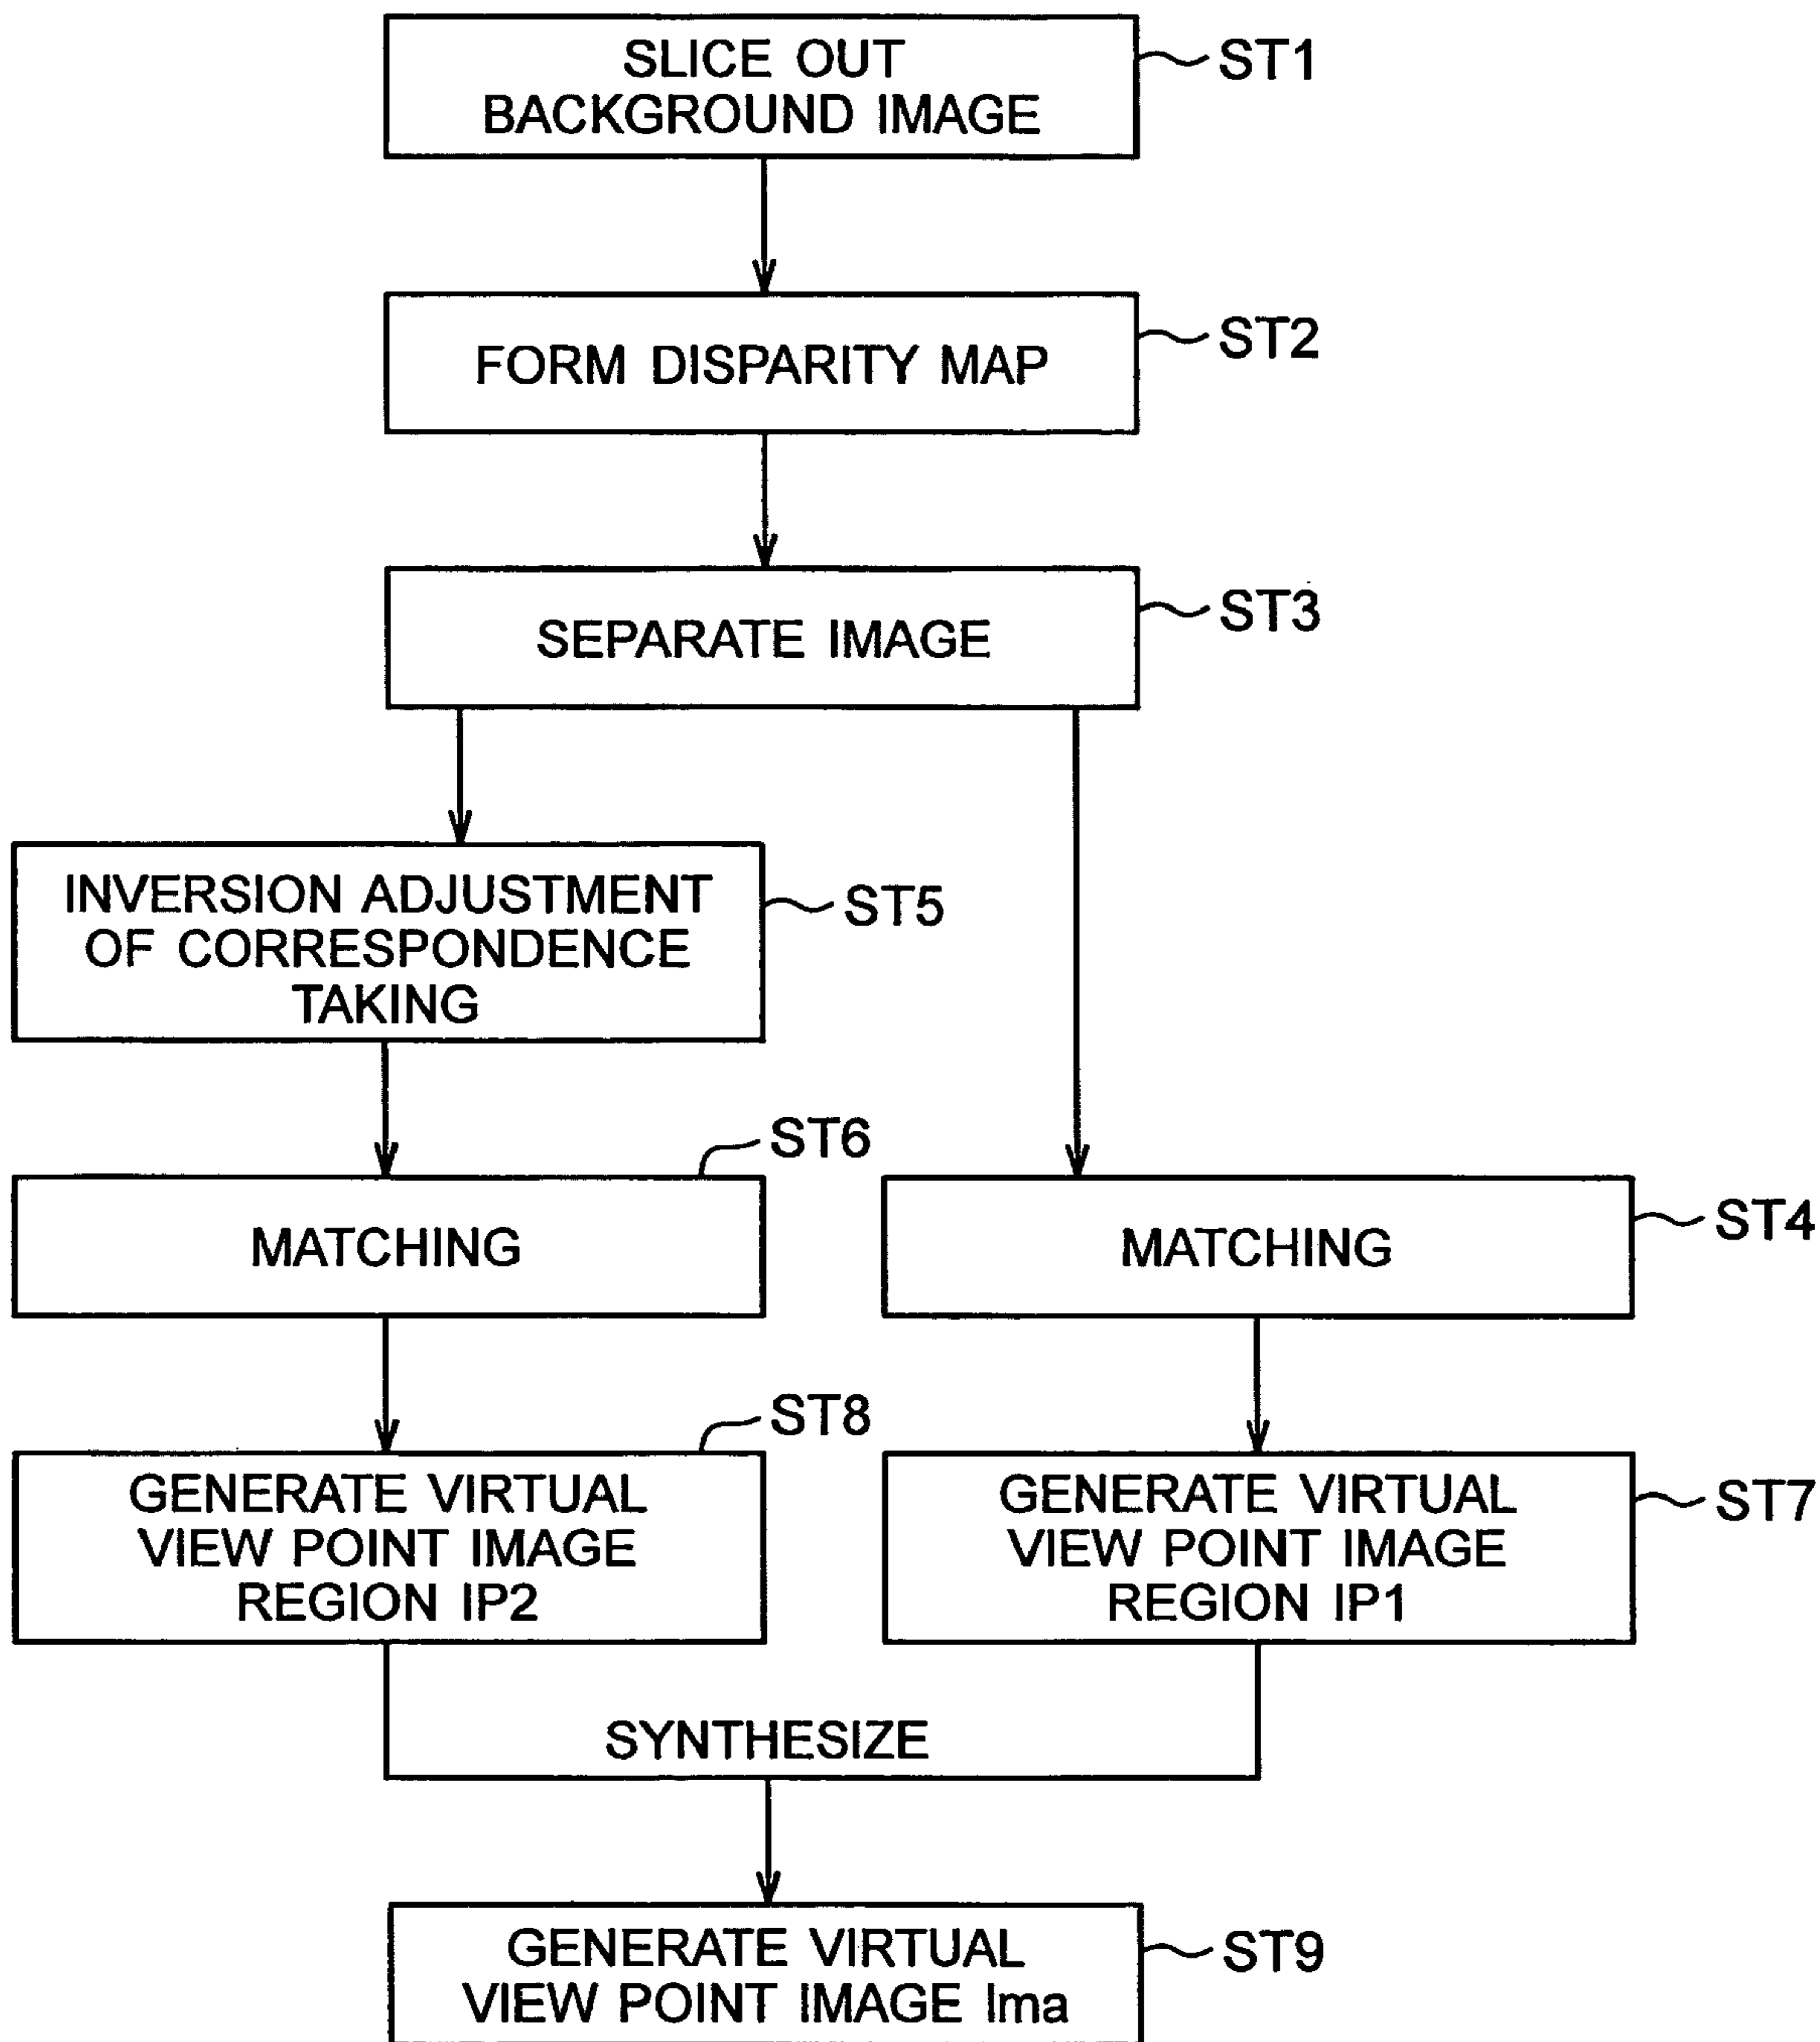 SLICE OUT
BACKGROUND IMAGE
ST1
FORM DISPARITY MAP
ST2
SEPARATE IMAGE
ST3
INVERSION ADJUSTMENT
OF CORRESPONDENCE
TAKING
ST5
MATCHING
ST6
MATCHING
ST4
GENERATE VIRTUAL
VIEW POINT IMAGE
REGION IP2
ST8
GENERATE VIRTUAL
VIEW POINT IMAGE
REGION IP1
ST7
SYNTHESIZE
GENERATE VIRTUAL
VIEW POINT IMAGE Ima
ST9